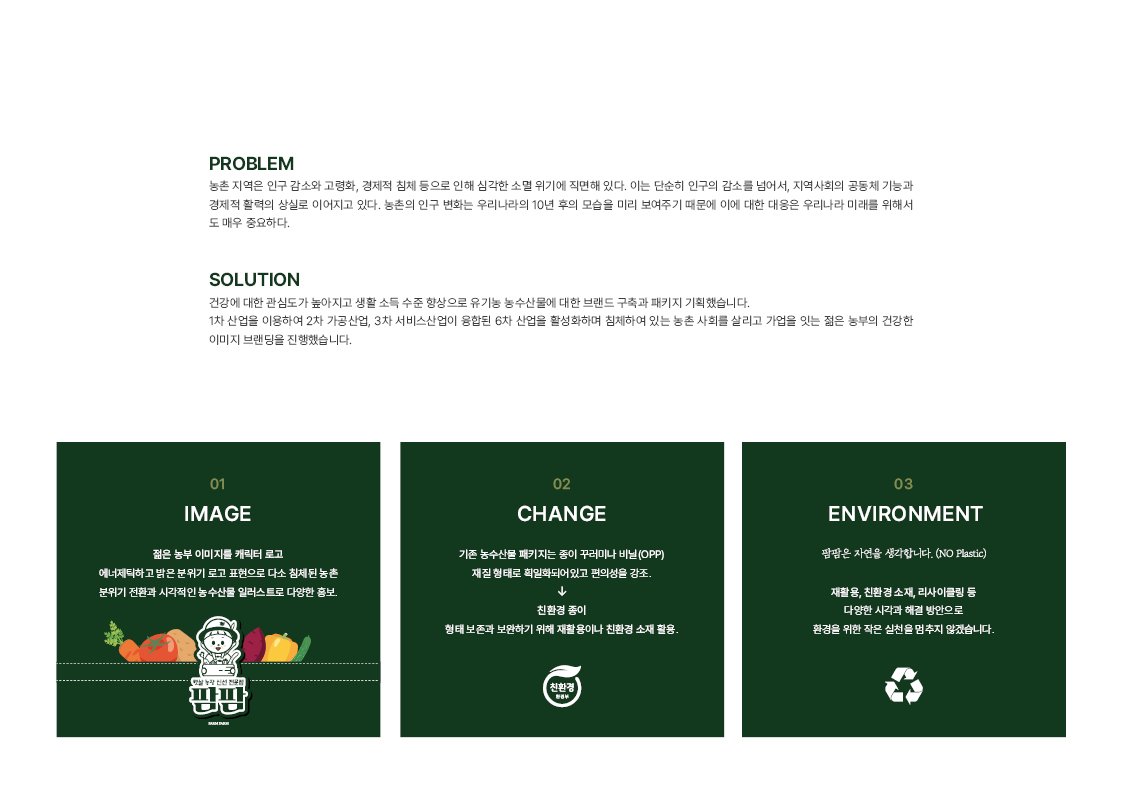 PROBLEM
농촌 지역은 인구 감소와 고령화, 경제적 침체 등으로 인해 심각한 소멸 위기에 직면해 있다. 이는 단순히 인구의 감소를 넘어서, 지역사회의 공동체 기능과
경제적 활력의 상실로 이어지고 있다. 농촌의 인구 변화는 우리나라의 10년 후의 모습을 미리 보여주기 때문에 이에 대한 대응은 우리나라 미래를 위해서
도 매우 중요하다.
SOLUTION
건강에 대한 관심도가 높아지고 생활 소득 수준 향상으로 유기농 농수산물에 대한 브랜드 구축과 패키지 기획했습니다.
1차 산업을 이용하여 2차 가공산업, 3차 서비스산업이 융합된 6차 산업을 활성화하며 침체하여 있는 농촌 사회를 살리고 가업을 잇는 젊은 농부의 건강한
이미지 브랜딩을 진행했습니다.
01
IMAGE
젊은 농부 이미지를 캐릭터 로고
에너제틱하고 밝은 분위기 로고 표현으로 다소 침체된 농촌
분위기 전환과 시각적인 농수산물 일러스트로 다양한 홍보.
햇살 농장 신선 전문점
팜팜
02
CHANGE
기존 농수산물 패키지는 종이 꾸러미나 비닐(OPP)
재질 형태로 획일화되어있고 편의성을 강조.
↓
친환경 종이
형태 보존과 보완하기 위해 재활용이나 친환경 소재 활용.
친환경
환경부
03
ENVIRONMENT
팜팜은 자연을 생각합니다. (NO Plastic)
재활용, 친환경 소재, 리사이클링 등
다양한 시각과 해결 방안으로
환경을 위한 작은 실천을 멈추지 않겠습니다.